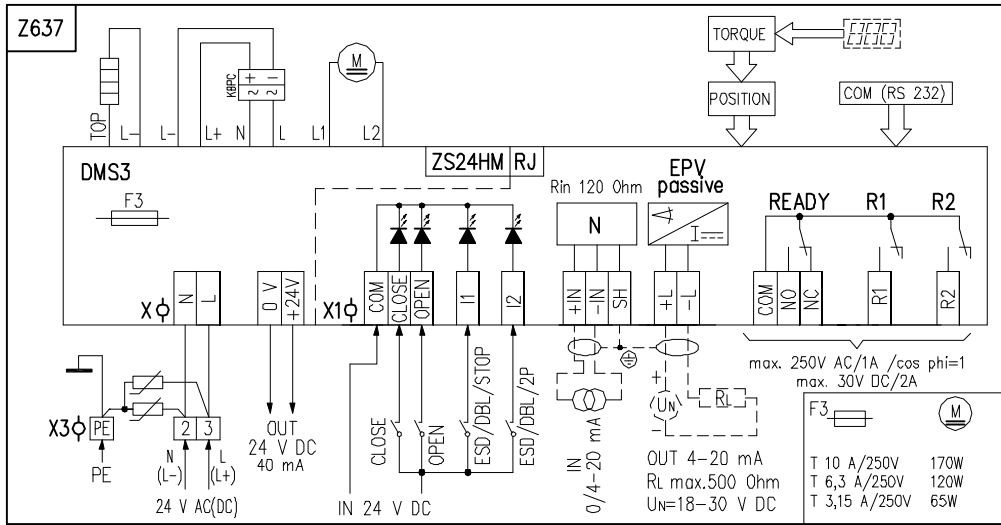 Z637
TORQUE
POSITION
COM (RS 232)
KBPC
+ −
~ ~
M
TOP
L−
L−
L+
N
L
L1
L2
DMS3
ZS24HM
RJ
F3
Rin 120 Ohm
N
EPV
passive
I
READY
R1
R2
X
N
L
0 V
+24V
X1
COM
CLOSE
OPEN
I1
I2
+IN
−IN
SH
+L
−L
COM
NO
NC
R1
R2
max. 250V AC/1A /cos phi=1
max. 30V DC/2A
X3
PE
2
3
PE
N
(L−)
L
(L+)
24 V AC(DC)
OUT
24 V DC
40 mA
CLOSE
OPEN
ESD/DBL/STOP
ESD/DBL/2P
IN 24 V DC
IN
0/4−20 mA
+
UN
−
RL
OUT 4−20 mA
RL max.500 Ohm
UN=18−30 V DC
F3
M
T 10 A/250V 170W
T 6,3 A/250V 120W
T 3,15 A/250V 65W